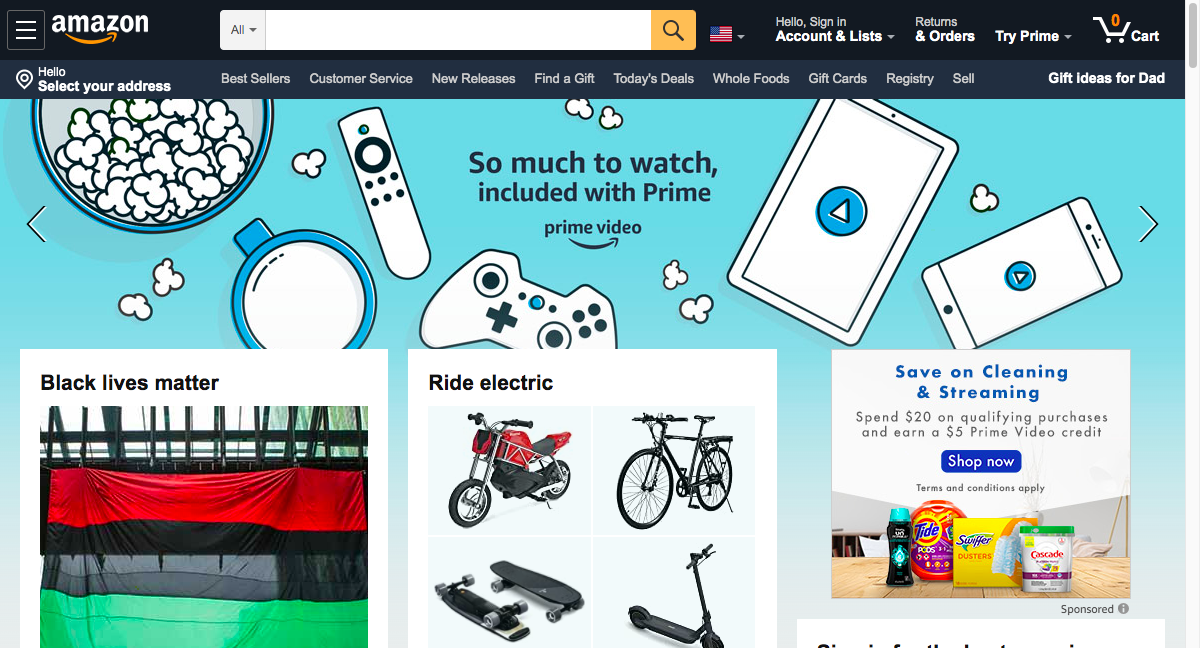 amazon
All
Hello, Sign in
Account & Lists
Returns
& Orders
Try Prime
0
Cart
Hello
Select your address
Best Sellers
Customer Service
New Releases
Find a Gift
Today's Deals
Whole Foods
Gift Cards
Registry
Sell
Gift ideas for Dad
So much to watch,
included with Prime
prime video
Black lives matter
Ride electric
Save on Cleaning
& Streaming
Spend $20 on qualifying purchases
and earn a $5 Prime Video credit
Shop now
Terms and conditions apply
Tide
PODS
Swiffer
DUSTERS
Cascade
Sponsored